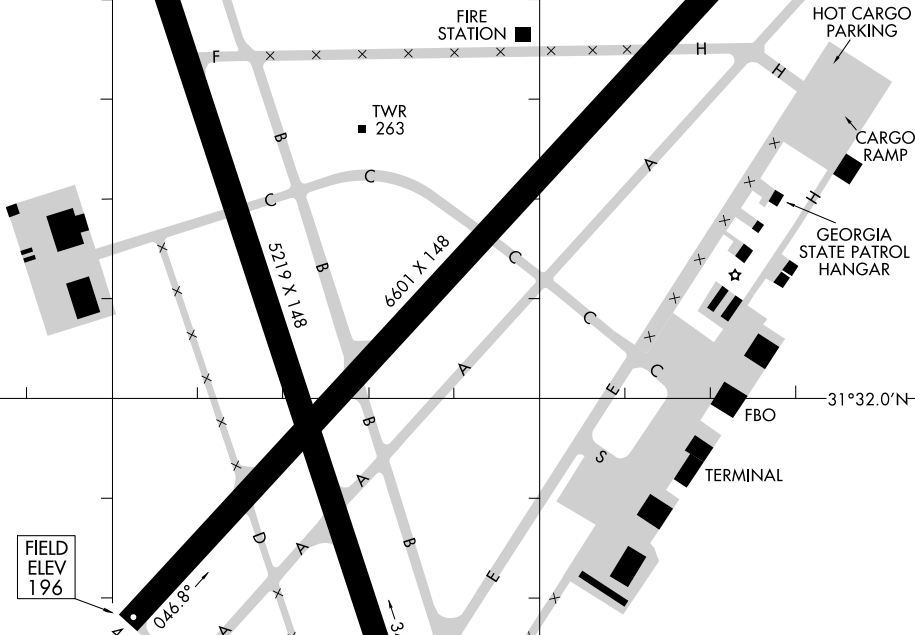 FIRE
STATION
HOT CARGO
PARKING
F
H
H
TWR
263
B
CARGO
RAMP
A
C
C
H
GEORGIA
STATE PATROL
HANGAR
5219 X 148
B
6601 X 148
C
C
A
C
E
31°32.0'N
FBO
B
S
TERMINAL
A
D
A
B
FIELD
ELEV
196
046.8°
E
A
A
3